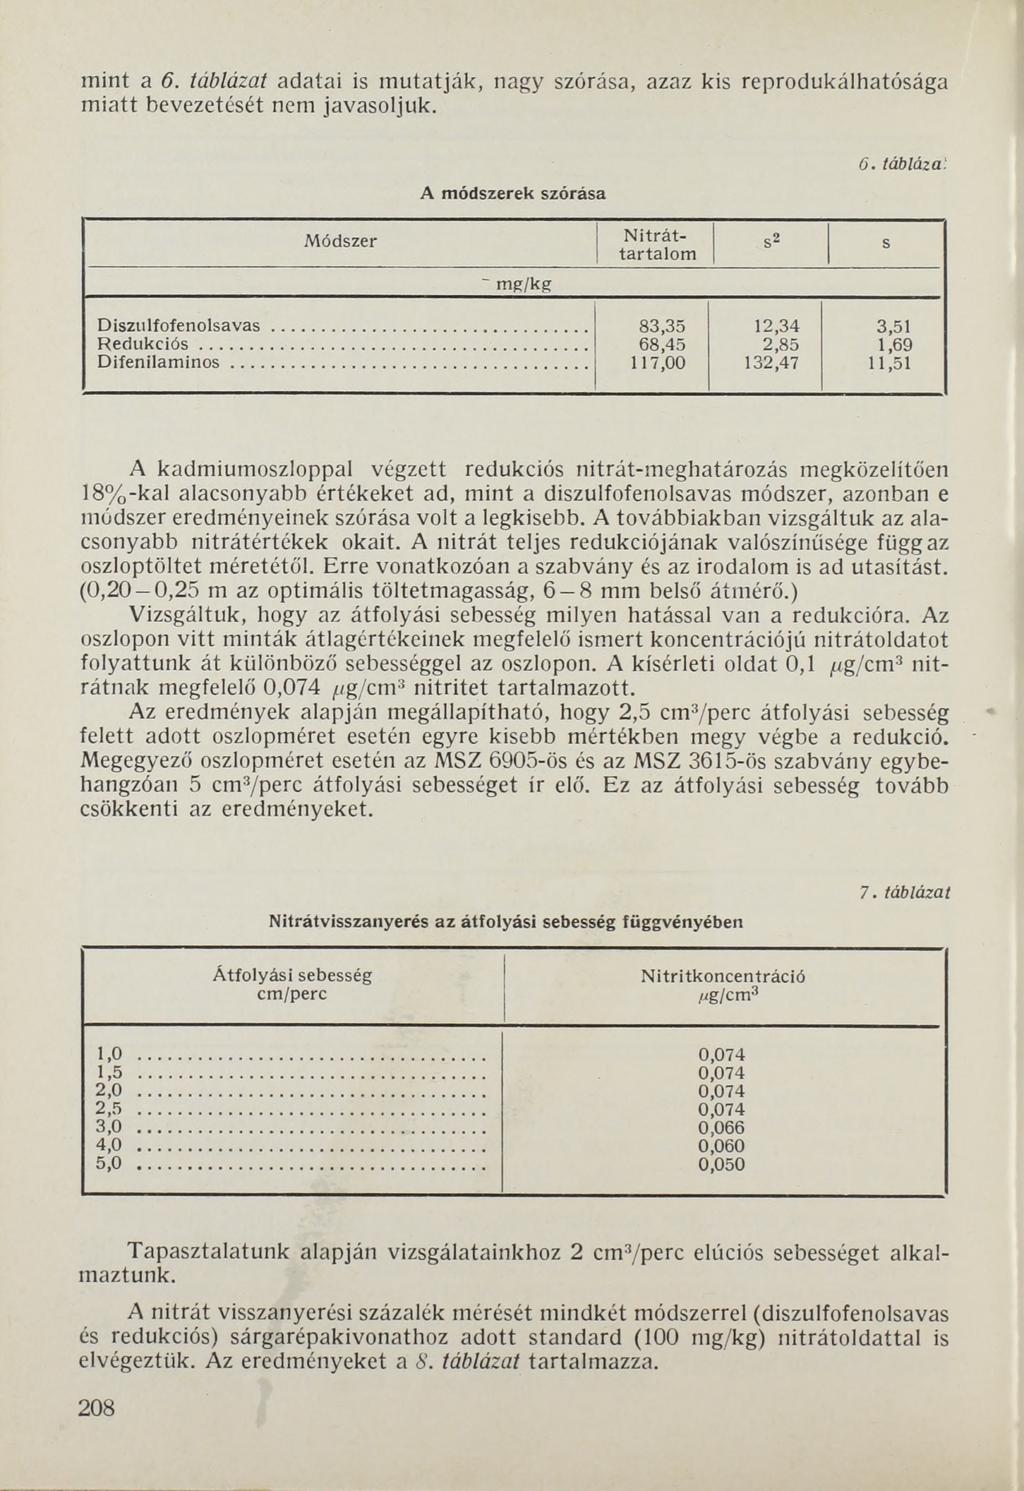 mint a 6. táblázat adatai is mutatják, nagy szórása, azaz kis reprodukálhatósága
miatt bevezetését nem javasoljuk.
6. tábláza
A módszerek szórása
Módszer Nitrát-tartalom s² s
mg/kg
Diszulfofenolsavas 83,35 12,34 3,51
Redukciós 68,45 2,85 1,69
Difenilaminos 117,00 132,47 11,51
A kadmiumoszloppal végzett redukciós nitrát-meghatározás megközelítően
18%-kal alacsonyabb értékeket ad, mint a diszulfofenolsavas módszer, azonban e
módszer eredményeinek szórása volt a legkisebb. A továbbiakban vizsgáltuk az ala-
csonyabb nitrátértékek okait. A nitrát teljes redukciójának valószínűsége függ az
oszloptöltet méretétől. Erre vonatkozóan a szabvány és az irodalom is ad utasítást.
(0,20–0,25 m az optimális töltetmagasság, 6–8 mm belső átmérő.)
Vizsgáltuk, hogy az átfolyási sebesség milyen hatással van a redukcióra. Az
oszlopon vitt minták átlagértékeinek megfelelő ismert koncentrációjú nitrátoldatot
folyattunk át különböző sebességgel az oszlopon. A kísérleti oldat 0,1 μg/cm³ nit-
rátnak megfelelő 0,074 μg/cm³ nitritet tartalmazott.
Az eredmények alapján megállapítható, hogy 2,5 cm³/perc átfolyási sebesség
felett adott oszlopméret esetén egyre kisebb mértékben megy végbe a redukció.
Megegyező oszlopméret esetén az MSZ 6905-ös és az MSZ 3615-ös szabvány egybe-
hangzóan 5 cm³/perc átfolyási sebességet ír elő. Ez az átfolyási sebesség tovább
csökkenti az eredményeket.
7. táblázat
Nitrátvisszanyerés az átfolyási sebesség függvényében
Átfolyási sebesség Nitritkoncentráció
cm/perc μg/cm³
1,0 0,074
1,5 0,074
2,0 0,074
2,5 0,074
3,0 0,066
4,0 0,060
5,0 0,050
Tapasztalatunk alapján vizsgálatainkhoz 2 cm³/perc elúciós sebességet alkal-
maztunk.
A nitrát visszanyerési százalék mérését mindkét módszerrel (diszulfofenolsavas
és redukciós) sárgarépakivonathoz adott standard (100 mg/kg) nitrátoldattal is
elvégeztük. Az eredményeket a 8. táblázat tartalmazza.
208